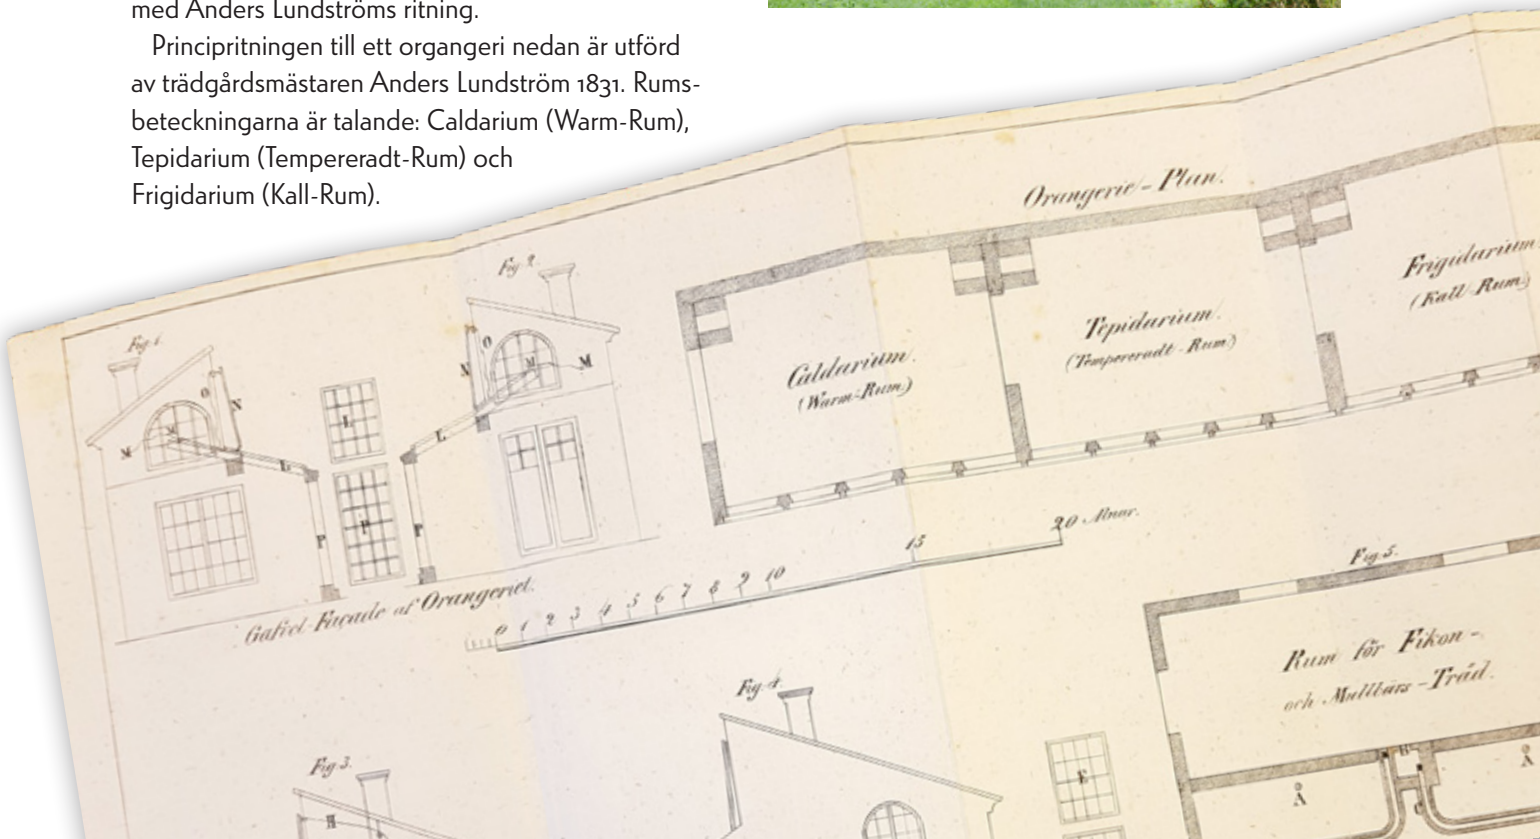 med Anders Lundströms ritning.
Principritningen till ett organgeri nedan är utförd
av trädgårdsmästaren Anders Lundström 1831. Rums-
beteckningarna är talande: Caldarium (Warm-Rum),
Tepidarium (Tempereradt-Rum) och
Frigidarium (Kall-Rum).
Orangerie-Plan.
Fig. 1.
Fig. 2.
O
N
M
M
L
P
L
P
L
F
N
O
M
M
Caldarium.
(Warm-Rum.)
Tepidarium.
(Tempereradt-Rum.)
Frigidarium
(Kall-Rum.)
Gafvel-Façade af Orangeriet.
0 1 2 3 4 5 6 7 8 9 10 15 20 Alnar.
Fig. 3.
H
Fig. 4.
E
Fig. 5.
Rum för Fikon-
och Mullbärs-Träd.
H
Å
Å